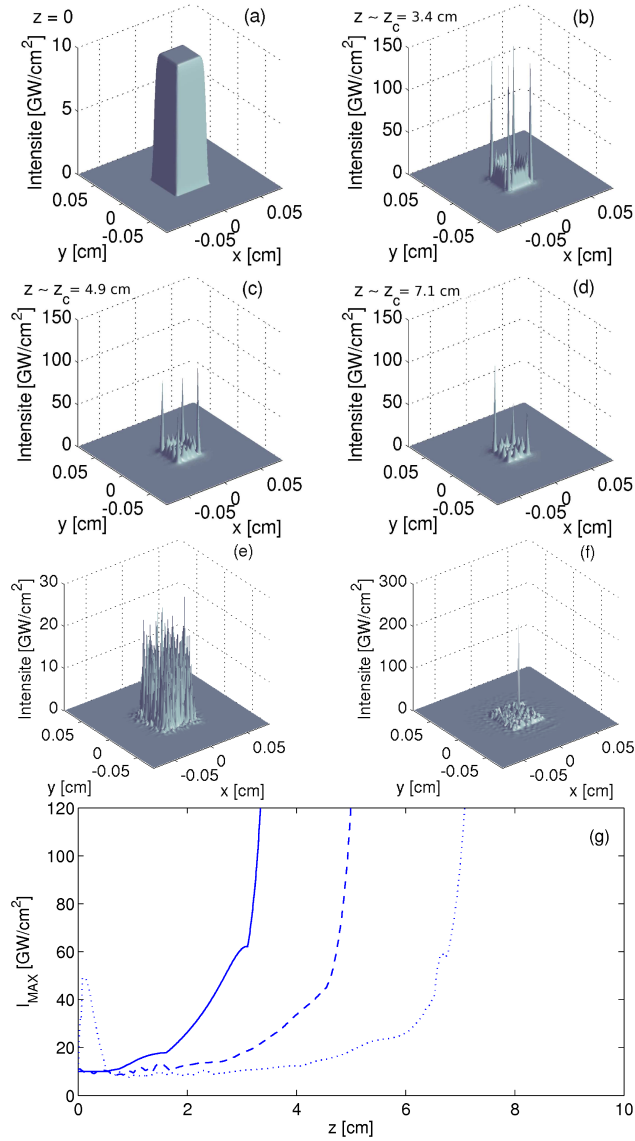 z = 0
(a)
10
5
0
Intensite [GW/cm²]
0.05
0
-0.05
y [cm]
-0.05
0
0.05
x [cm]
z ~ z_c = 3.4 cm
(b)
150
100
50
0
Intensite [GW/cm²]
0.05
0
-0.05
y [cm]
-0.05
0
0.05
x [cm]
z ~ z_c = 4.9 cm
(c)
150
100
50
0
Intensite [GW/cm²]
0.05
0
-0.05
y [cm]
-0.05
0
0.05
x [cm]
z ~ z_c = 7.1 cm
(d)
150
100
50
0
Intensite [GW/cm²]
0.05
0
-0.05
y [cm]
-0.05
0
0.05
x [cm]
(e)
30
20
10
0
Intensite [GW/cm²]
0.05
0
-0.05
y [cm]
-0.05
0
0.05
x [cm]
(f)
300
200
100
0
Intensite [GW/cm²]
0.05
0
-0.05
y [cm]
-0.05
0
0.05
x [cm]
(g)
120
100
80
60
40
20
0
I_MAX [GW/cm²]
0 2 4 6 8 10
z [cm]